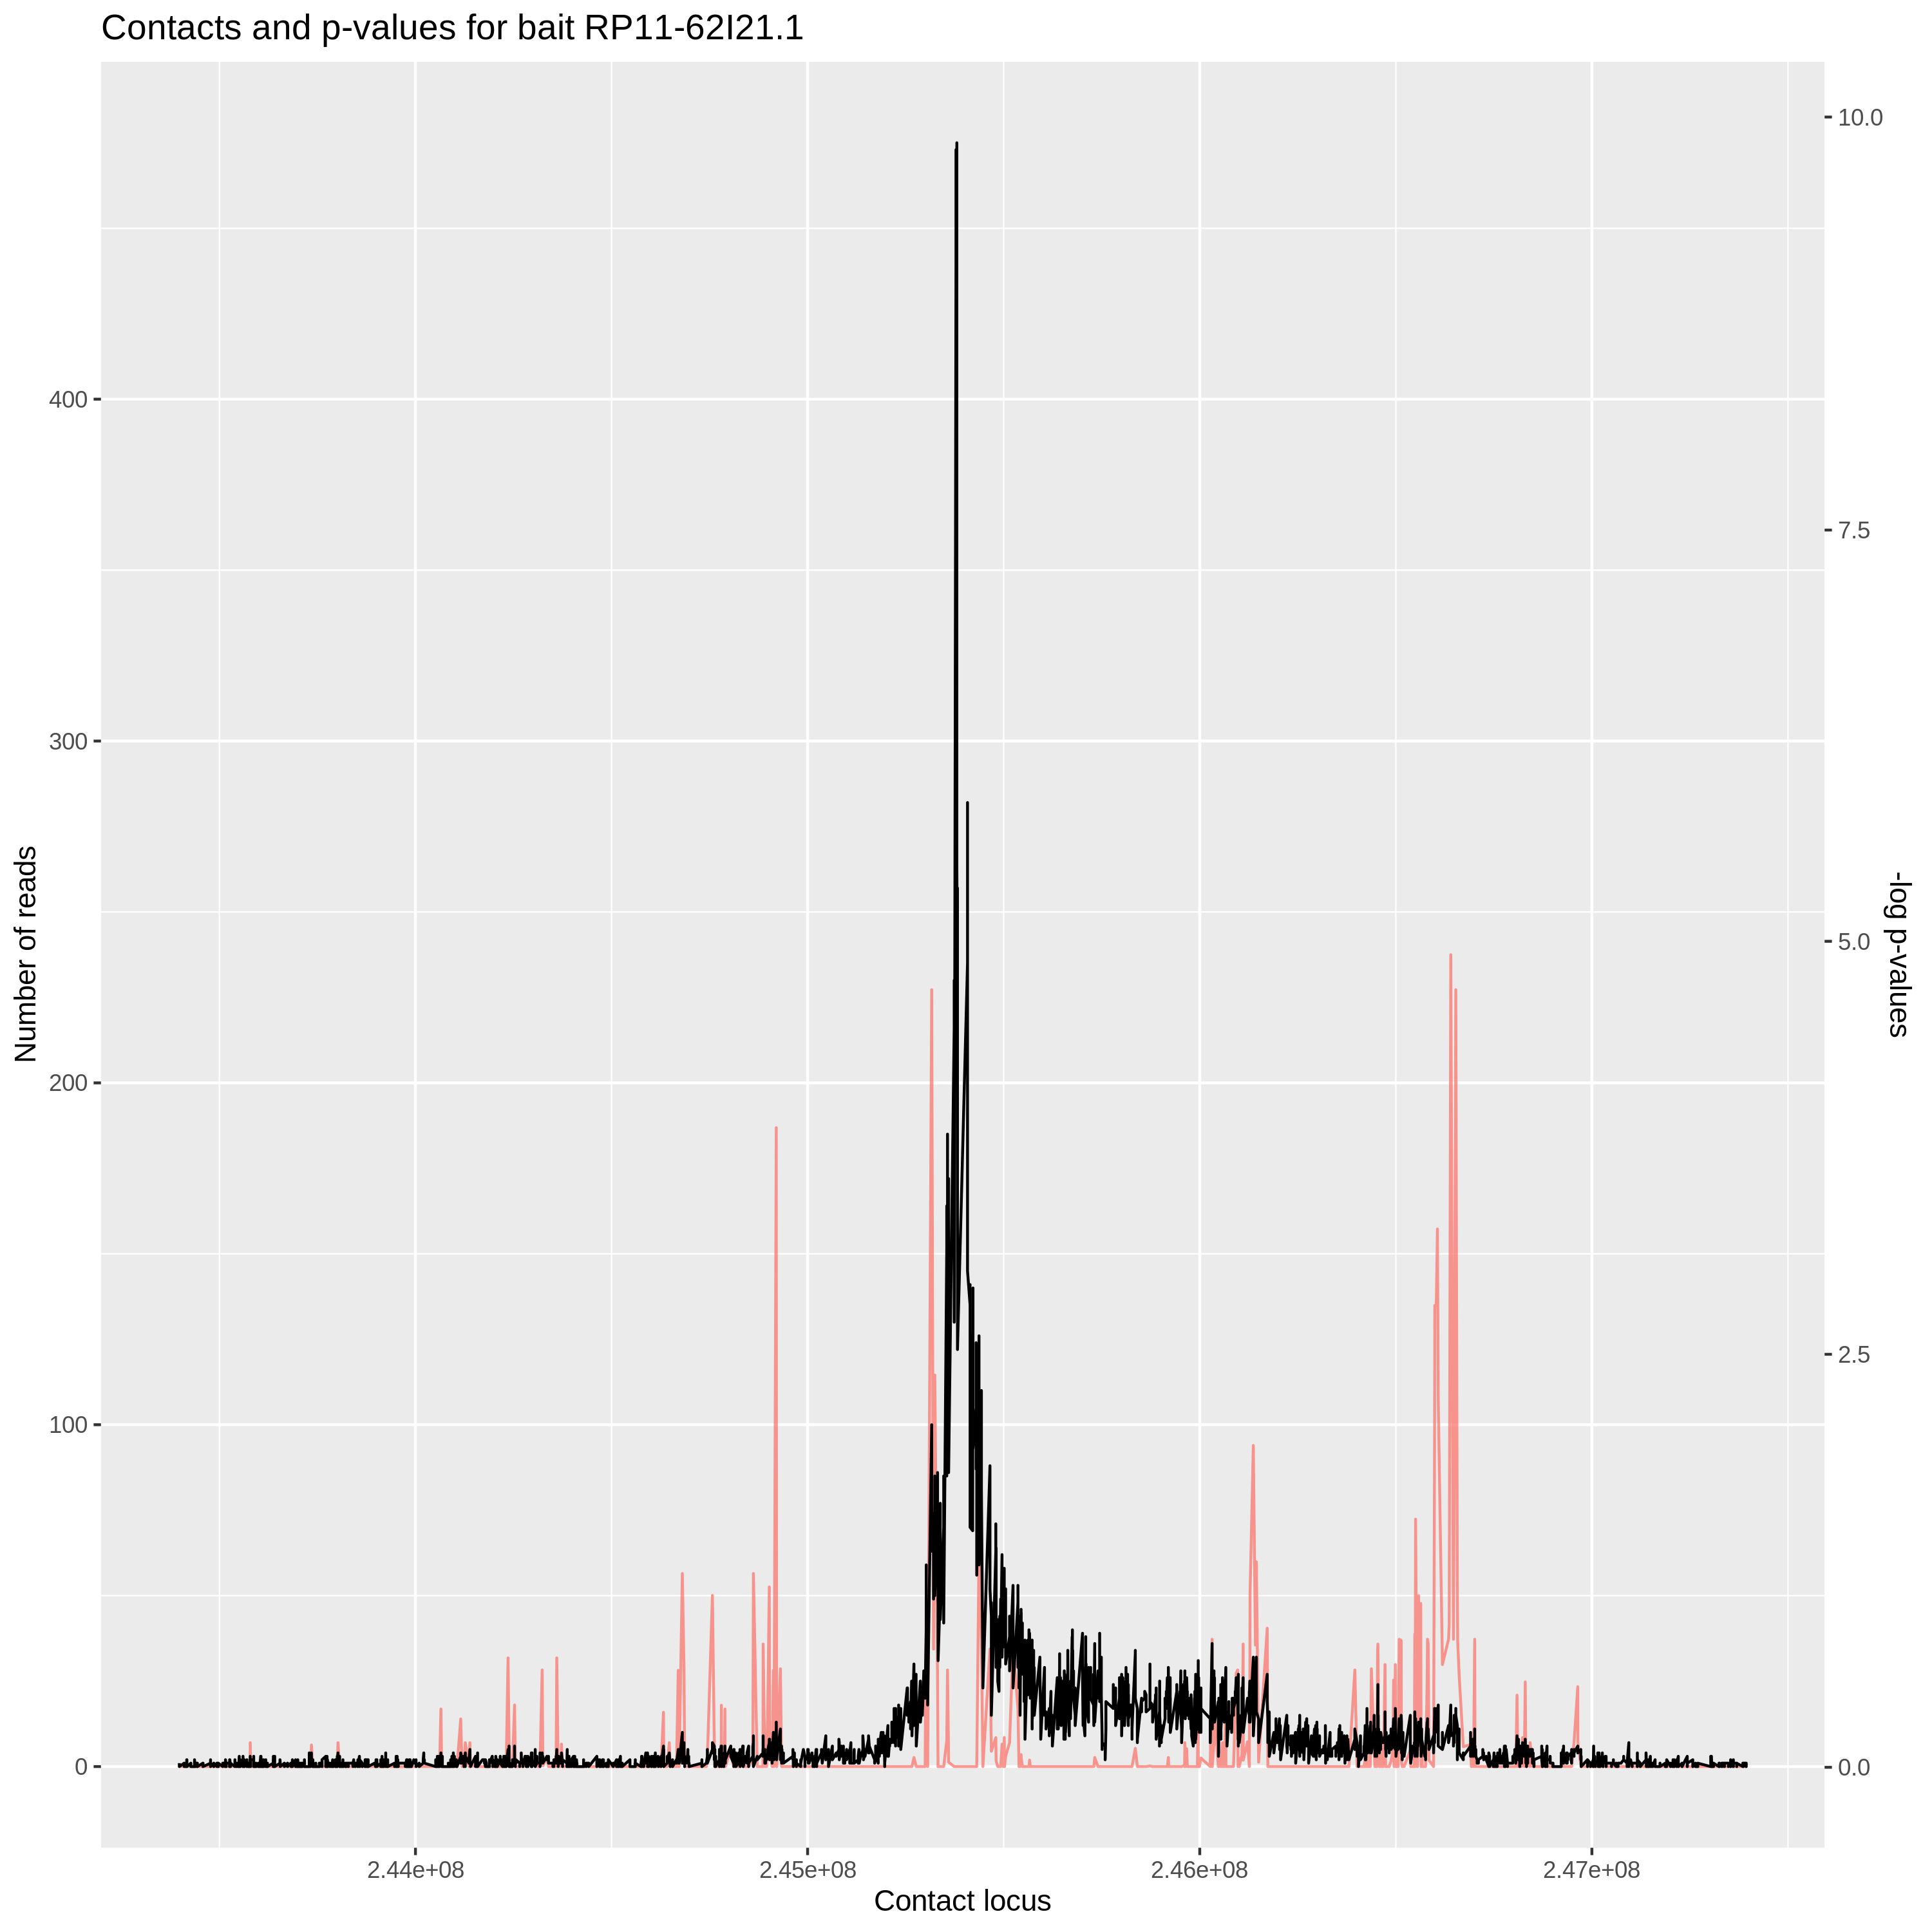 Contacts and p-values for bait RP11-62I21.1
Number of reads
400
300
200
100
0
10.0
7.5
5.0
2.5
0.0
-log p-values
2.44e+08
2.45e+08
2.46e+08
2.47e+08
Contact locus